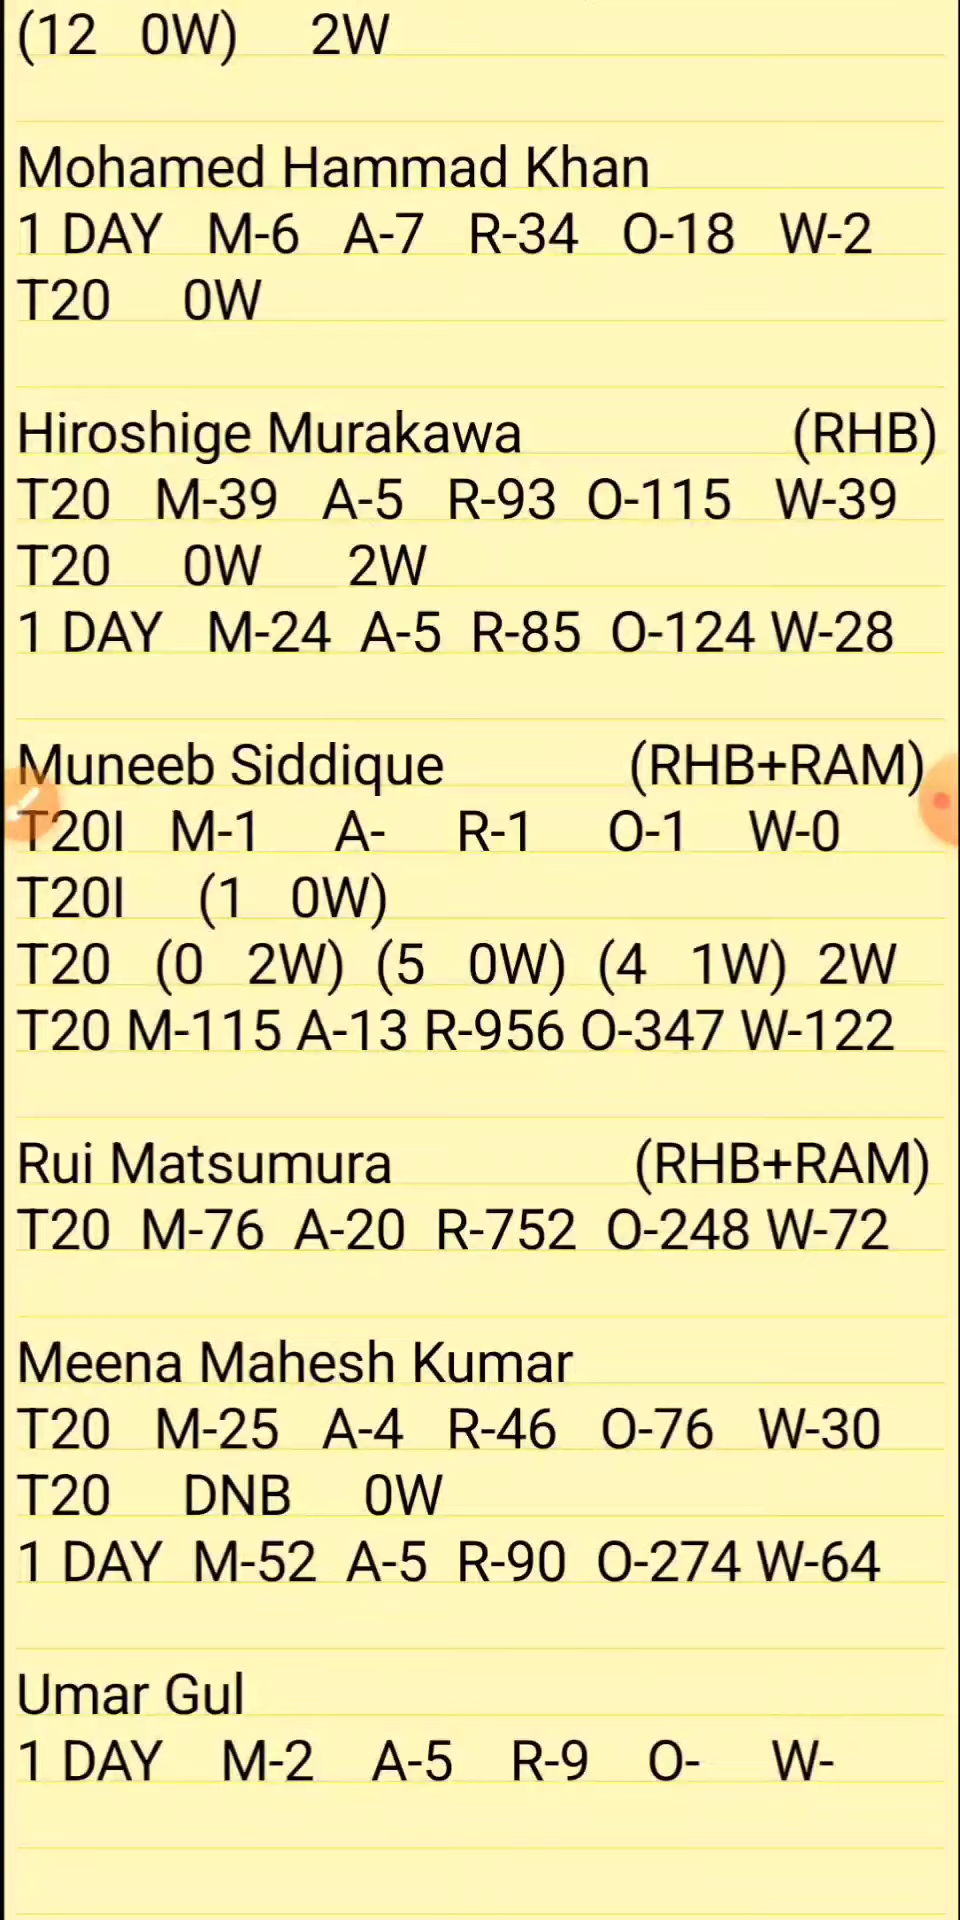 (12 0W) 2W
Mohamed Hammad Khan
1 DAY M-6 A-7 R-34 O-18 W-2
T20 0W
Hiroshige Murakawa (RHB)
T20 M-39 A-5 R-93 O-115 W-39
T20 0W 2W
1 DAY M-24 A-5 R-85 O-124 W-28
Muneeb Siddique (RHB+RAM)
T20I M-1 A- R-1 O-1 W-0
T20I (1 0W)
T20 (0 2W) (5 0W) (4 1W) 2W
T20 M-115 A-13 R-956 O-347 W-122
Rui Matsumura (RHB+RAM)
T20 M-76 A-20 R-752 O-248 W-72
Meena Mahesh Kumar
T20 M-25 A-4 R-46 O-76 W-30
T20 DNB 0W
1 DAY M-52 A-5 R-90 O-274 W-64
Umar Gul
1 DAY M-2 A-5 R-9 O- W-